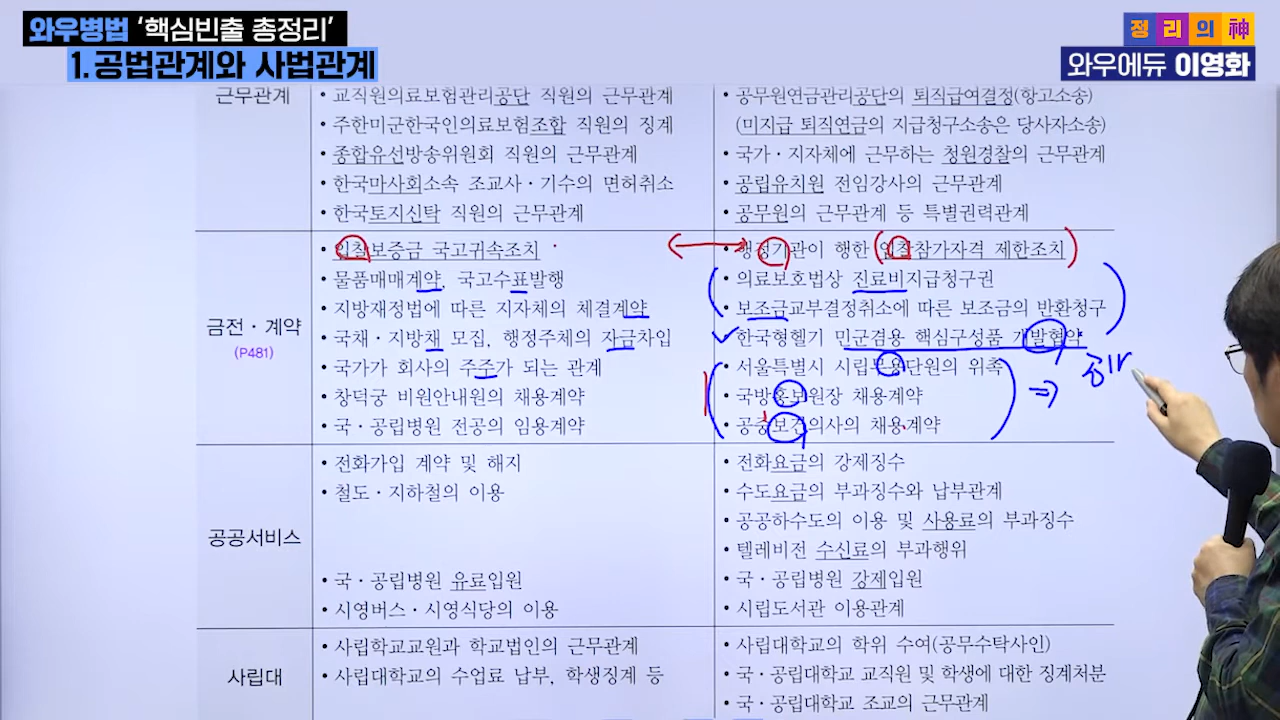 와우병법 '핵심빈출 총정리'
1. 공법관계와 사법관계
정리의神
와우에듀 이영화
근무관계
• 교직원의료보험관리공단 직원의 근무관계
• 주한미군한국인의료보험조합 직원의 징계
• 종합유선방송위원회 직원의 근무관계
• 한국마사회소속 조교사·기수의 면허취소
• 한국토지신탁 직원의 근무관계
• 공무원연금관리공단의 퇴직급여결정(항고소송)
(미지급 퇴직연금의 지급청구소송은 당사자소송)
• 국가·지자체에 근무하는 청원경찰의 근무관계
• 공립유치원 전임강사의 근무관계
• 공무원의 근무관계 등 특별권력관계
금전·계약
(P481)
• 입찰보증금 국고귀속조치
• 물품매매계약, 국고수표발행
• 지방재정법에 따른 지자체의 체결계약
• 국채·지방채 모집, 행정주체의 자금차입
• 국가가 회사의 주주가 되는 관계
• 창덕궁 비원안내원의 채용계약
• 국·공립병원 전공의 임용계약
• 행정기관이 행한 입찰참가자격 제한조치
• 의료보호법상 진료비지급청구권
• 보조금교부결정취소에 따른 보조금의 반환청구
한국형헬기 민군겸용 핵심구성품 개발협약
• 서울특별시 시립무용단원의 위촉
• 국방홍보원장 채용계약
• 공중보건의사의 채용계약
공공서비스
• 전화가입 계약 및 해지
• 철도·지하철의 이용
• 국·공립병원 유료입원
• 시영버스·시영식당의 이용
• 전화요금의 강제징수
• 수도요금의 부과징수와 납부관계
• 공공하수도의 이용 및 사용료의 부과징수
• 텔레비전 수신료의 부과행위
• 국·공립병원 강제입원
• 시립도서관 이용관계
사립대
• 사립학교교원과 학교법인의 근무관계
• 사립대학교의 수업료 납부, 학생징계 등
• 사립대학교의 학위 수여(공무수탁사인)
• 국·공립대학교 교직원 및 학생에 대한 징계처분
• 국·공립대학교 조교의 근무관계